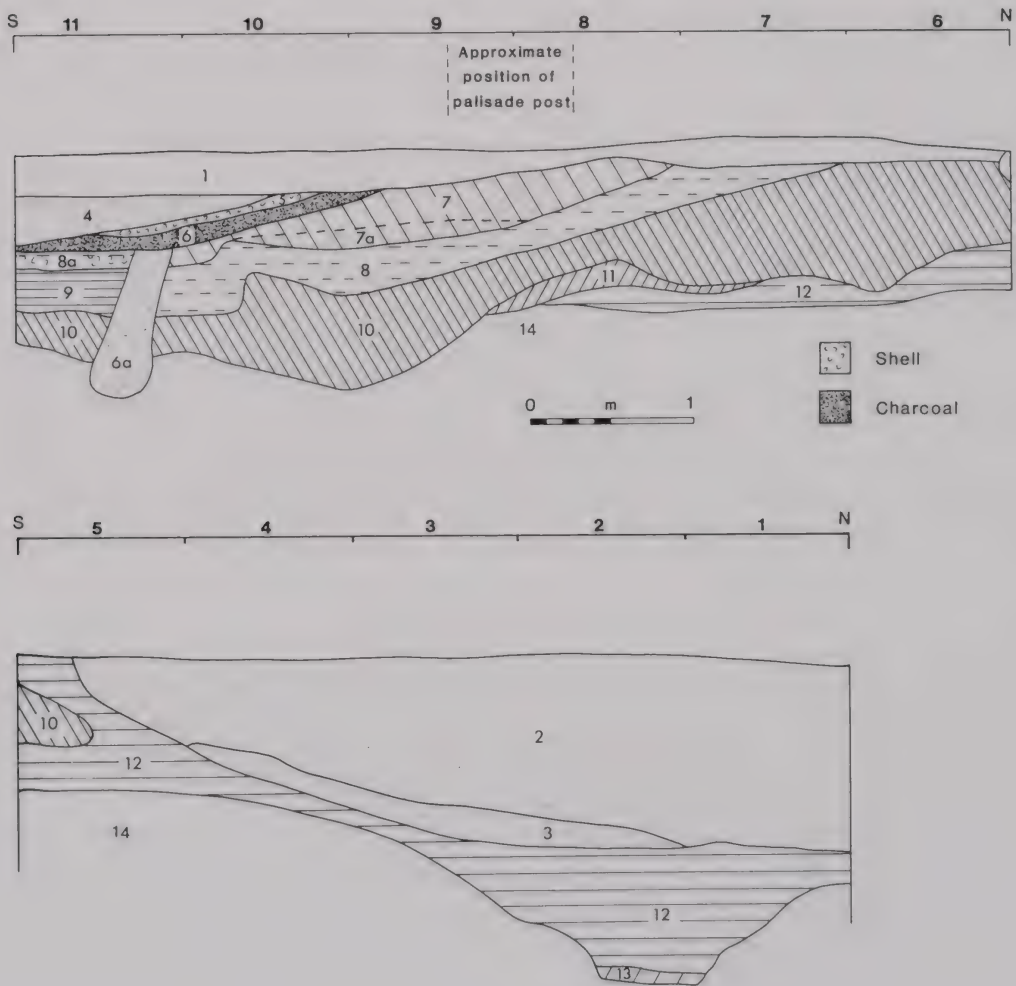 S 11 10 9 8 7 6 N
Approximate
position of
palisade post
1
7
5
4
6
7a
8a
8
9
11
12
10
10
14
6a
0 m 1
Shell
Charcoal
S 5 4 3 2 1 N
10
2
12
3
14
12
13